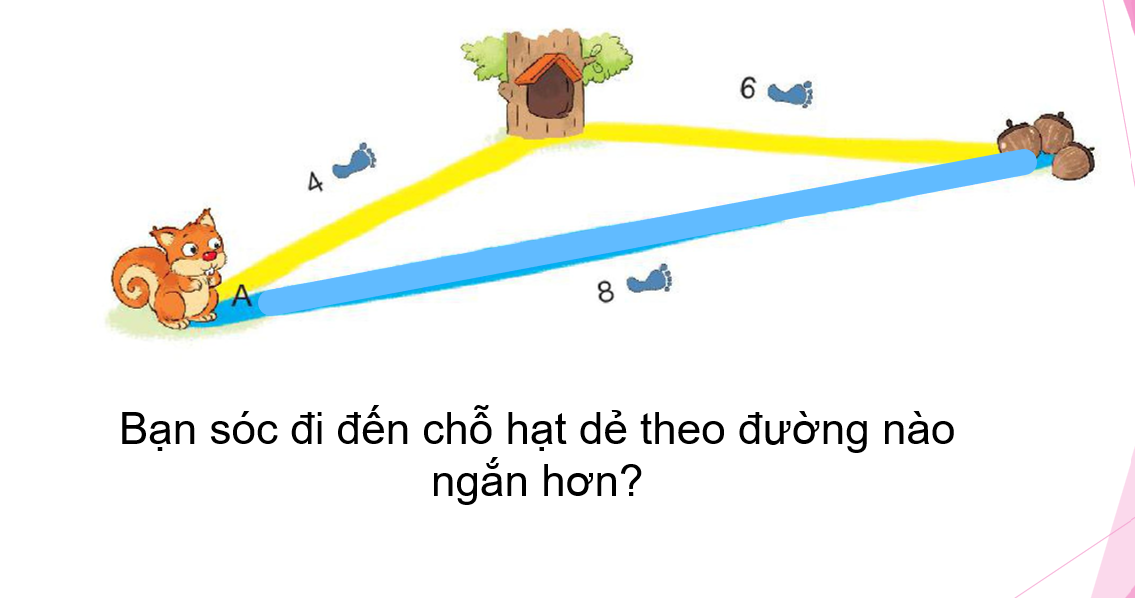 6
4
A
8
Bạn sóc đi đến chỗ hạt dẻ theo đường nào
ngắn hơn?